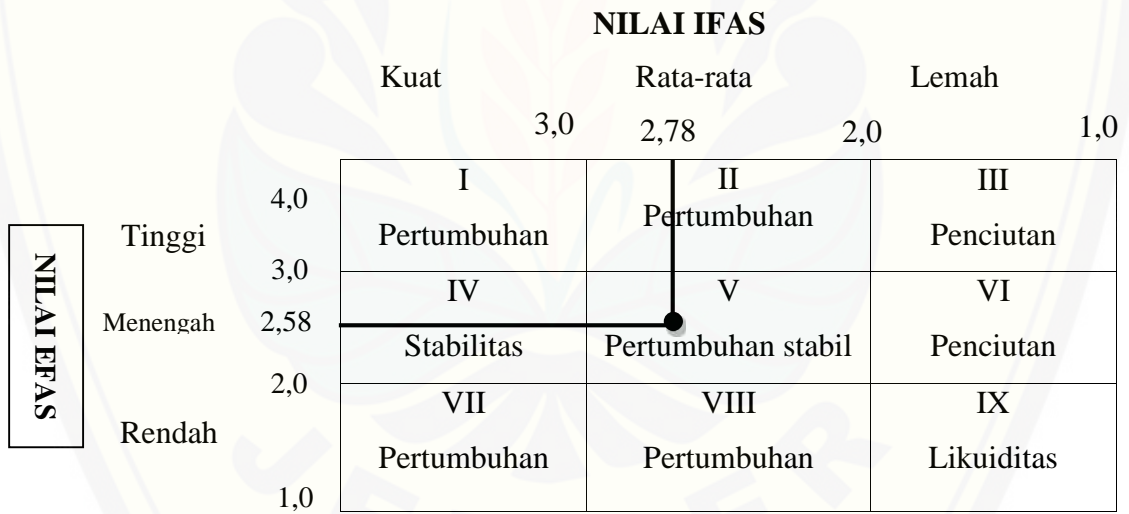 NILAI IFAS
Kuat Rata-rata Lemah
3,0 2,78 2,0 1,0
I II III
4,0
Pertumbuhan Pertumbuhan Penciutan
Tinggi
3,0
IV V VI
Menengah 2,58
Stabilitas Pertumbuhan stabil Penciutan
2,0
VII VIII IX
Rendah
Pertumbuhan Pertumbuhan Likuiditas
1,0
NILAI EFAS